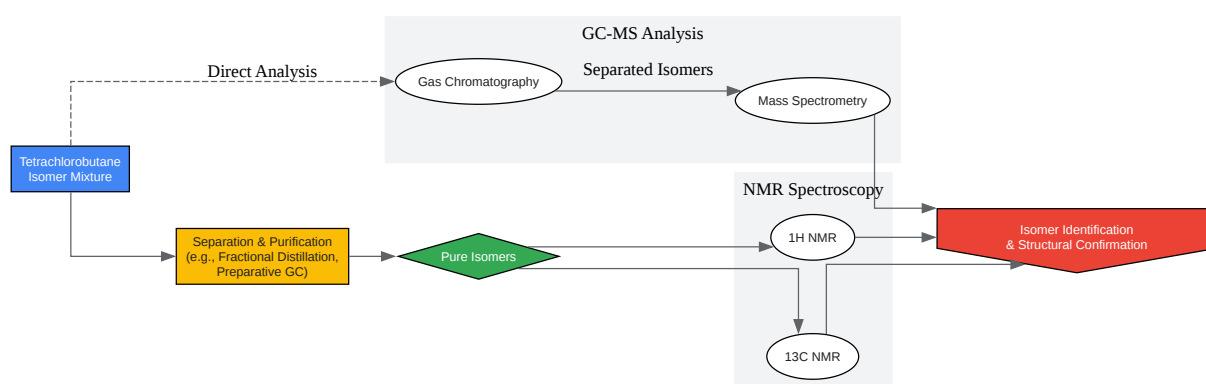 GC-MS Analysis
Direct Analysis
Gas Chromatography
Separated Isomers
Mass Spectrometry
Tetrachlorobutane
Isomer Mixture
NMR Spectroscopy
Separation & Purification
(e.g., Fractional Distillation,
Preparative GC)
Pure Isomers
1H NMR
Isomer Identification
& Structural Confirmation
13C NMR